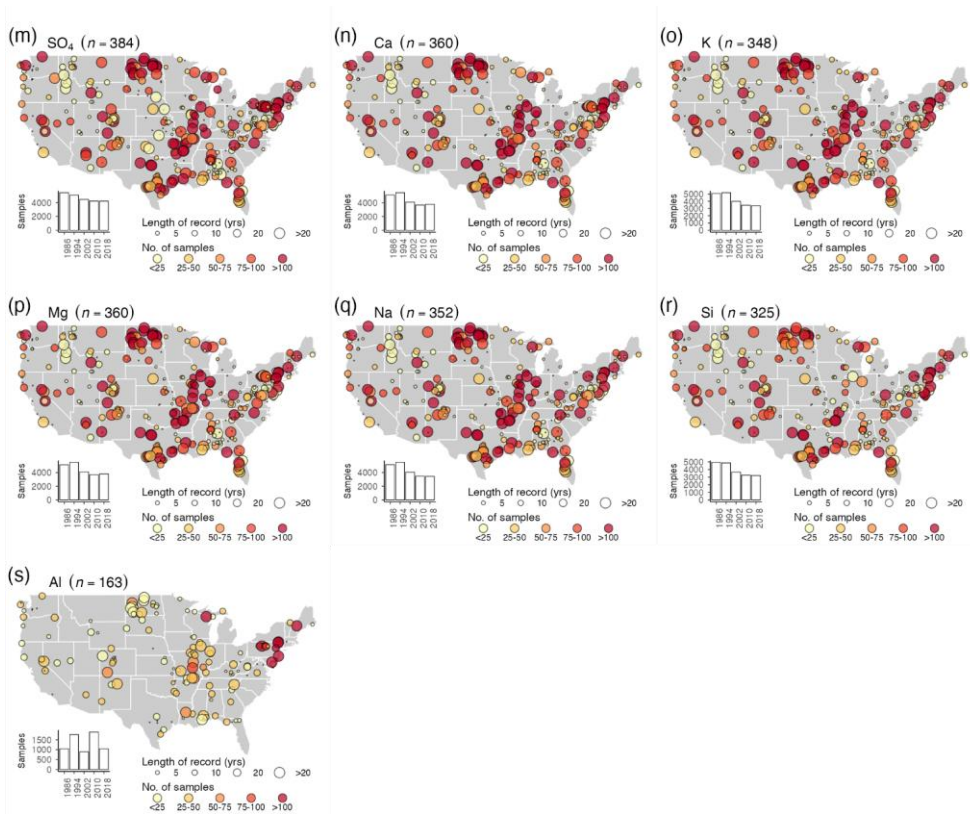 (m) SO₄ (n = 384)
4000
2000
0
Samples
1986
1994
2002
2010
2018
Length of record (yrs)
5 10 20 >20
No. of samples
<25 25-50 50-75 75-100 >100
(n) Ca (n = 360)
4000
2000
0
Samples
1986
1994
2002
2010
2018
Length of record (yrs)
5 10 20 >20
No. of samples
<25 25-50 50-75 75-100 >100
(o) K (n = 348)
5000
4000
3000
2000
1000
0
Samples
1986
1994
2002
2010
2018
Length of record (yrs)
5 10 20 >20
No. of samples
<25 25-50 50-75 75-100 >100
(p) Mg (n = 360)
4000
2000
0
Samples
1986
1994
2002
2010
2018
Length of record (yrs)
5 10 20 >20
No. of samples
<25 25-50 50-75 75-100 >100
(q) Na (n = 352)
4000
2000
0
Samples
1986
1994
2002
2010
2018
Length of record (yrs)
5 10 20 >20
No. of samples
<25 25-50 50-75 75-100 >100
(r) Si (n = 325)
5000
4000
3000
2000
1000
0
Samples
1986
1994
2002
2010
2018
Length of record (yrs)
5 10 20 >20
No. of samples
<25 25-50 50-75 75-100 >100
(s) Al (n = 163)
1500
1000
500
0
Samples
1986
1994
2002
2010
2018
Length of record (yrs)
5 10 20 >20
No. of samples
<25 25-50 50-75 75-100 >100